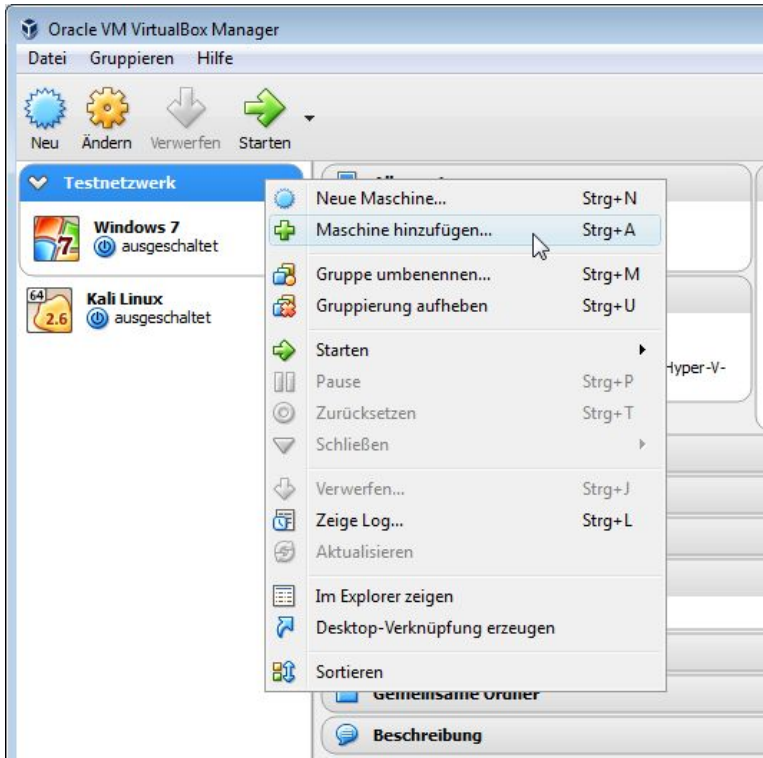 Oracle VM VirtualBox Manager
Datei Gruppieren Hilfe
Neu Ändern Verwerfen Starten
Testnetzwerk
Windows 7
ausgeschaltet
64
2.6
Kali Linux
ausgeschaltet
Neue Maschine... Strg+N
Maschine hinzufügen... Strg+A
Gruppe umbenennen... Strg+M
Gruppierung aufheben Strg+U
Starten
Hyper-V-
Pause Strg+P
Zurücksetzen Strg+T
Schließen
Verwerfen... Strg+J
Zeige Log... Strg+L
Aktualisieren
Im Explorer zeigen
Desktop-Verknüpfung erzeugen
Sortieren
Gemeinsame Ordner
Beschreibung